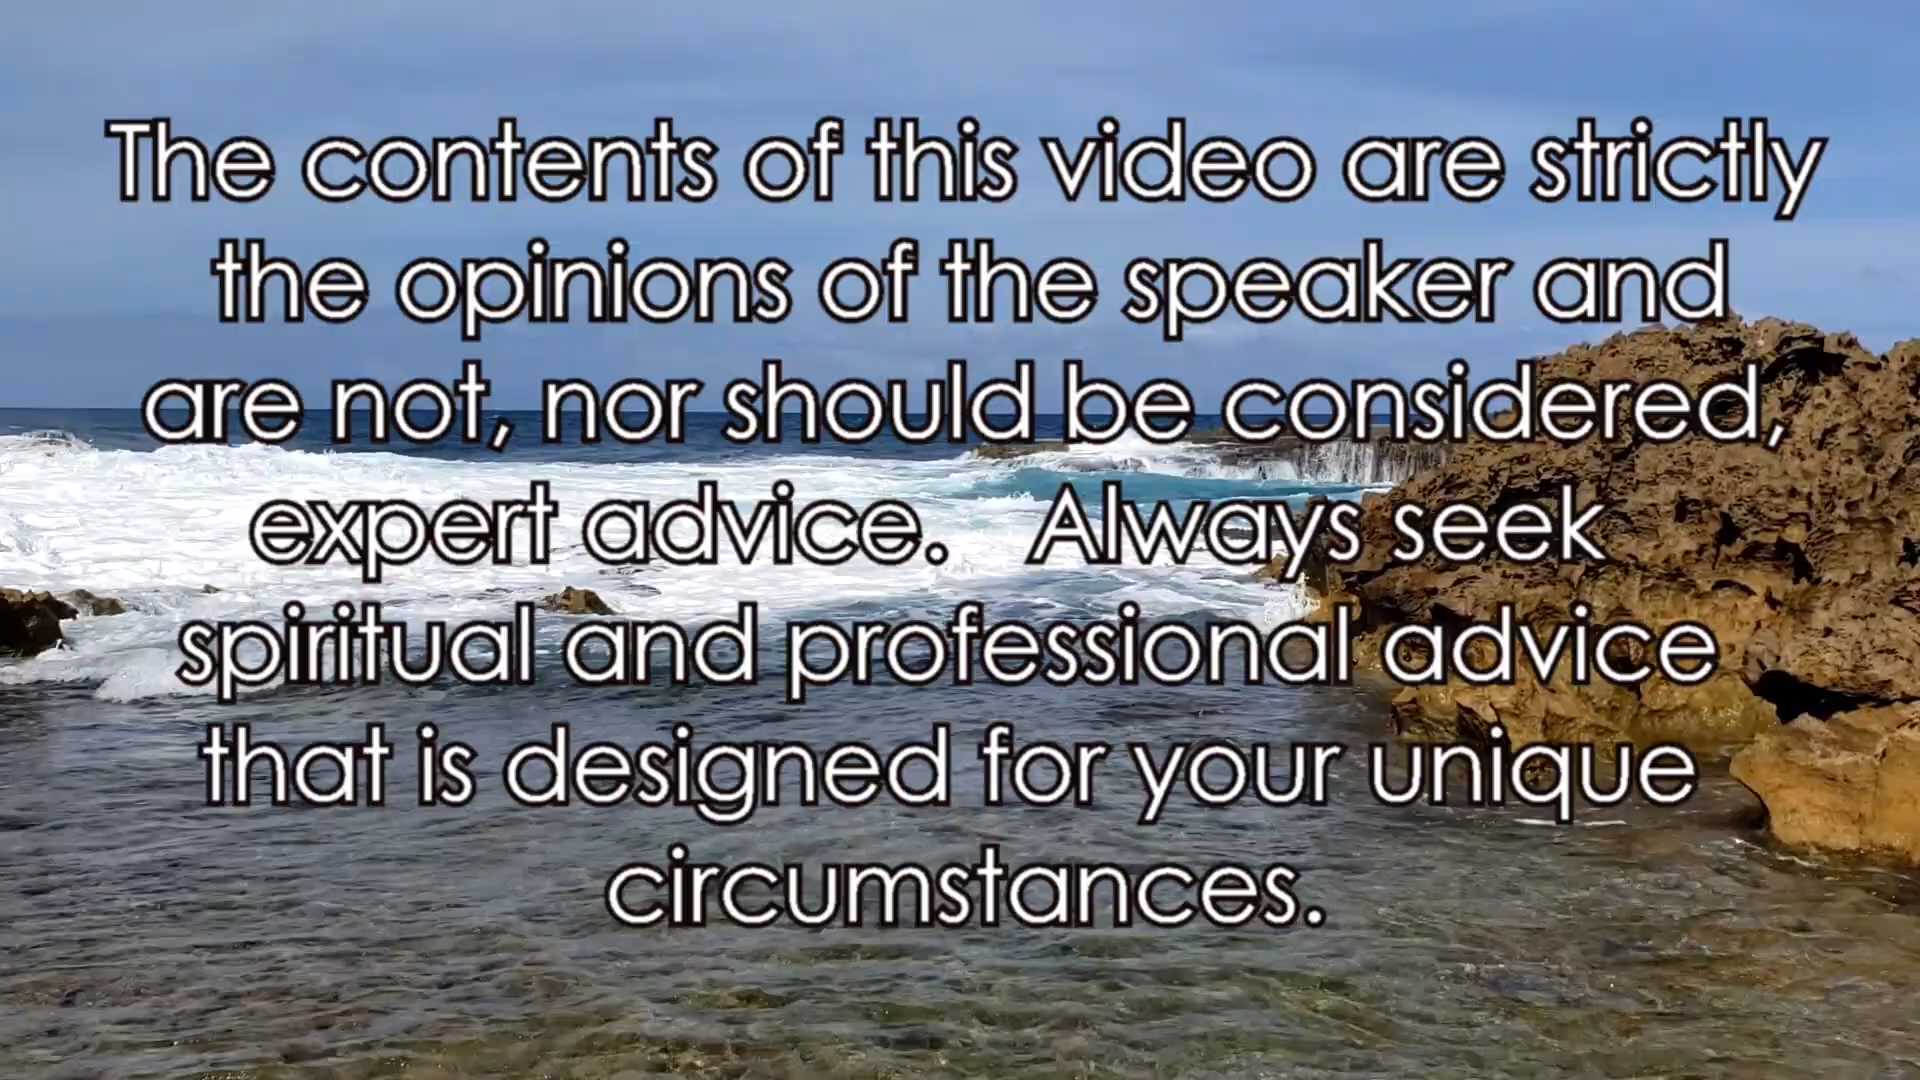 The contents of this video are strictly
the opinions of the speaker and
are not, nor should be considered,
expert advice.   Always seek
spiritual and professional advice
that is designed for your unique
circumstances.